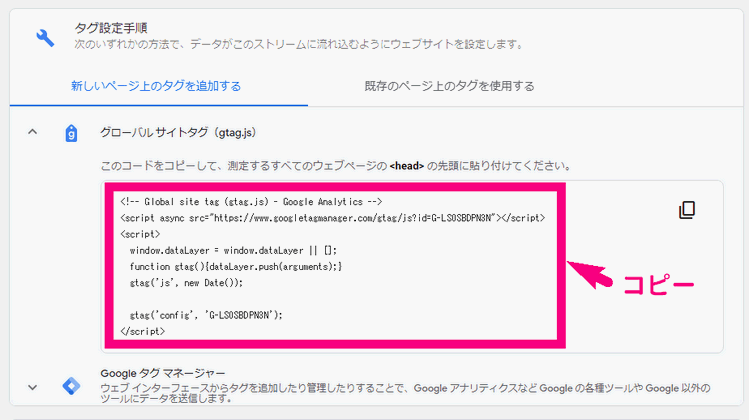 タグ設定手順
次のいずれかの方法で、データがこのストリームに流れ込むようにウェブサイトを設定します。
新しいページ上のタグを追加する
既存のページ上のタグを使用する
グローバル サイトタグ（gtag.js）
このコードをコピーして、測定するすべてのウェブページの <head> の先頭に貼り付けてください。
<!-- Global site tag (gtag.js) - Google Analytics -->
<script async src="https://www.googletagmanager.com/gtag/js?id=G-LS0SBDPN3N"></script>
<script>
window.dataLayer = window.dataLayer || [];
function gtag(){dataLayer.push(arguments);}
gtag('js', new Date());
gtag('config', 'G-LS0SBDPN3N');
</script>
コピー
Google タグ マネージャー
ウェブ インターフェースからタグを追加したり管理したりすることで、Google アナリティクスなど Google の各種ツールや Google 以外の
ツールにデータを送信します。